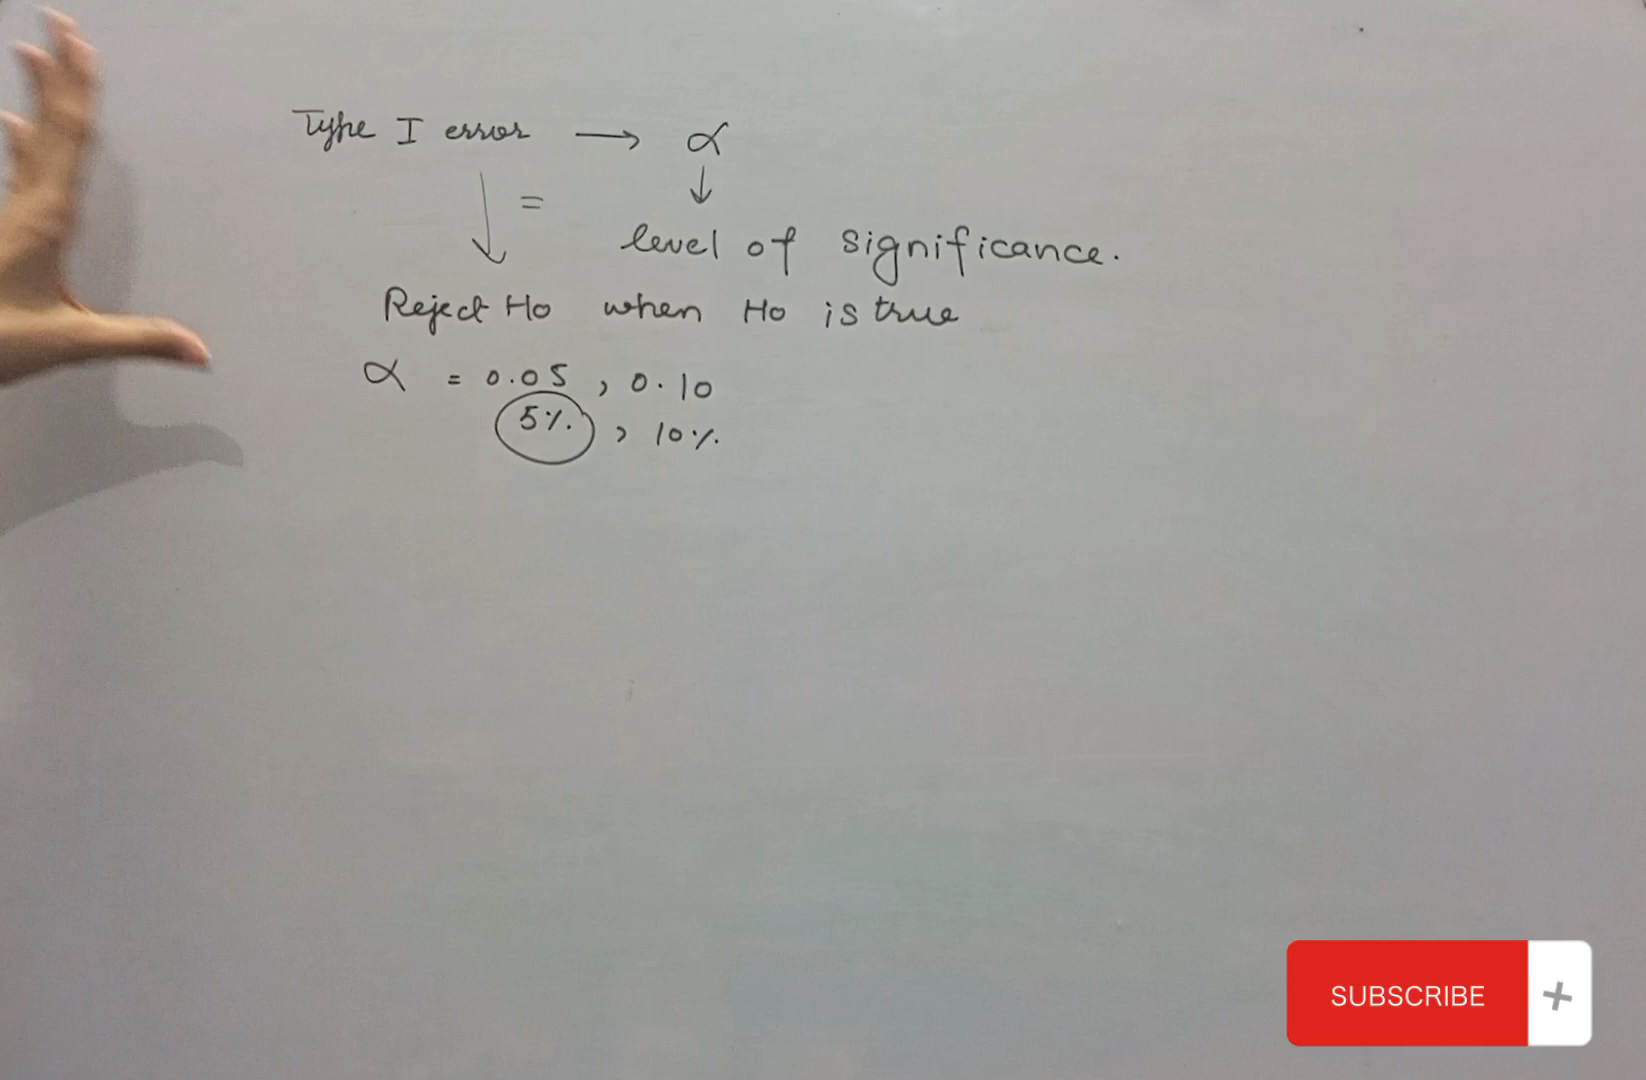 Type I error → α
↓ = ↓
level of significance.
Reject Ho when Ho is true
α = 0.05, 0.10
5%, 10%
SUBSCRIBE +